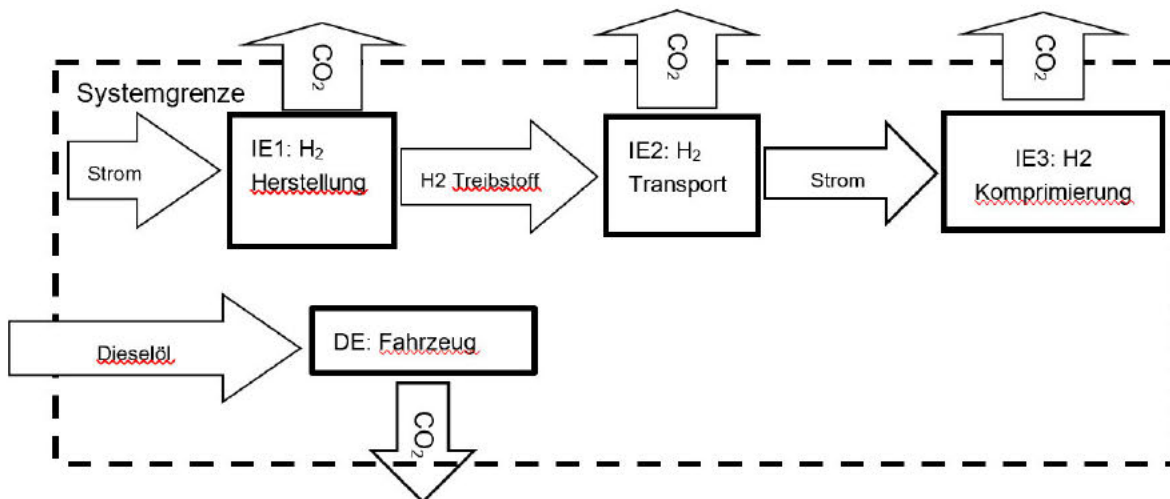 CO₂
CO₂
CO₂
Systemgrenze
Strom
IE1: H₂
Herstellung
H2 Treibstoff
IE2: H₂
Transport
Strom
IE3: H2
Komprimierung
Dieselöl
DE: Fahrzeug
CO₂